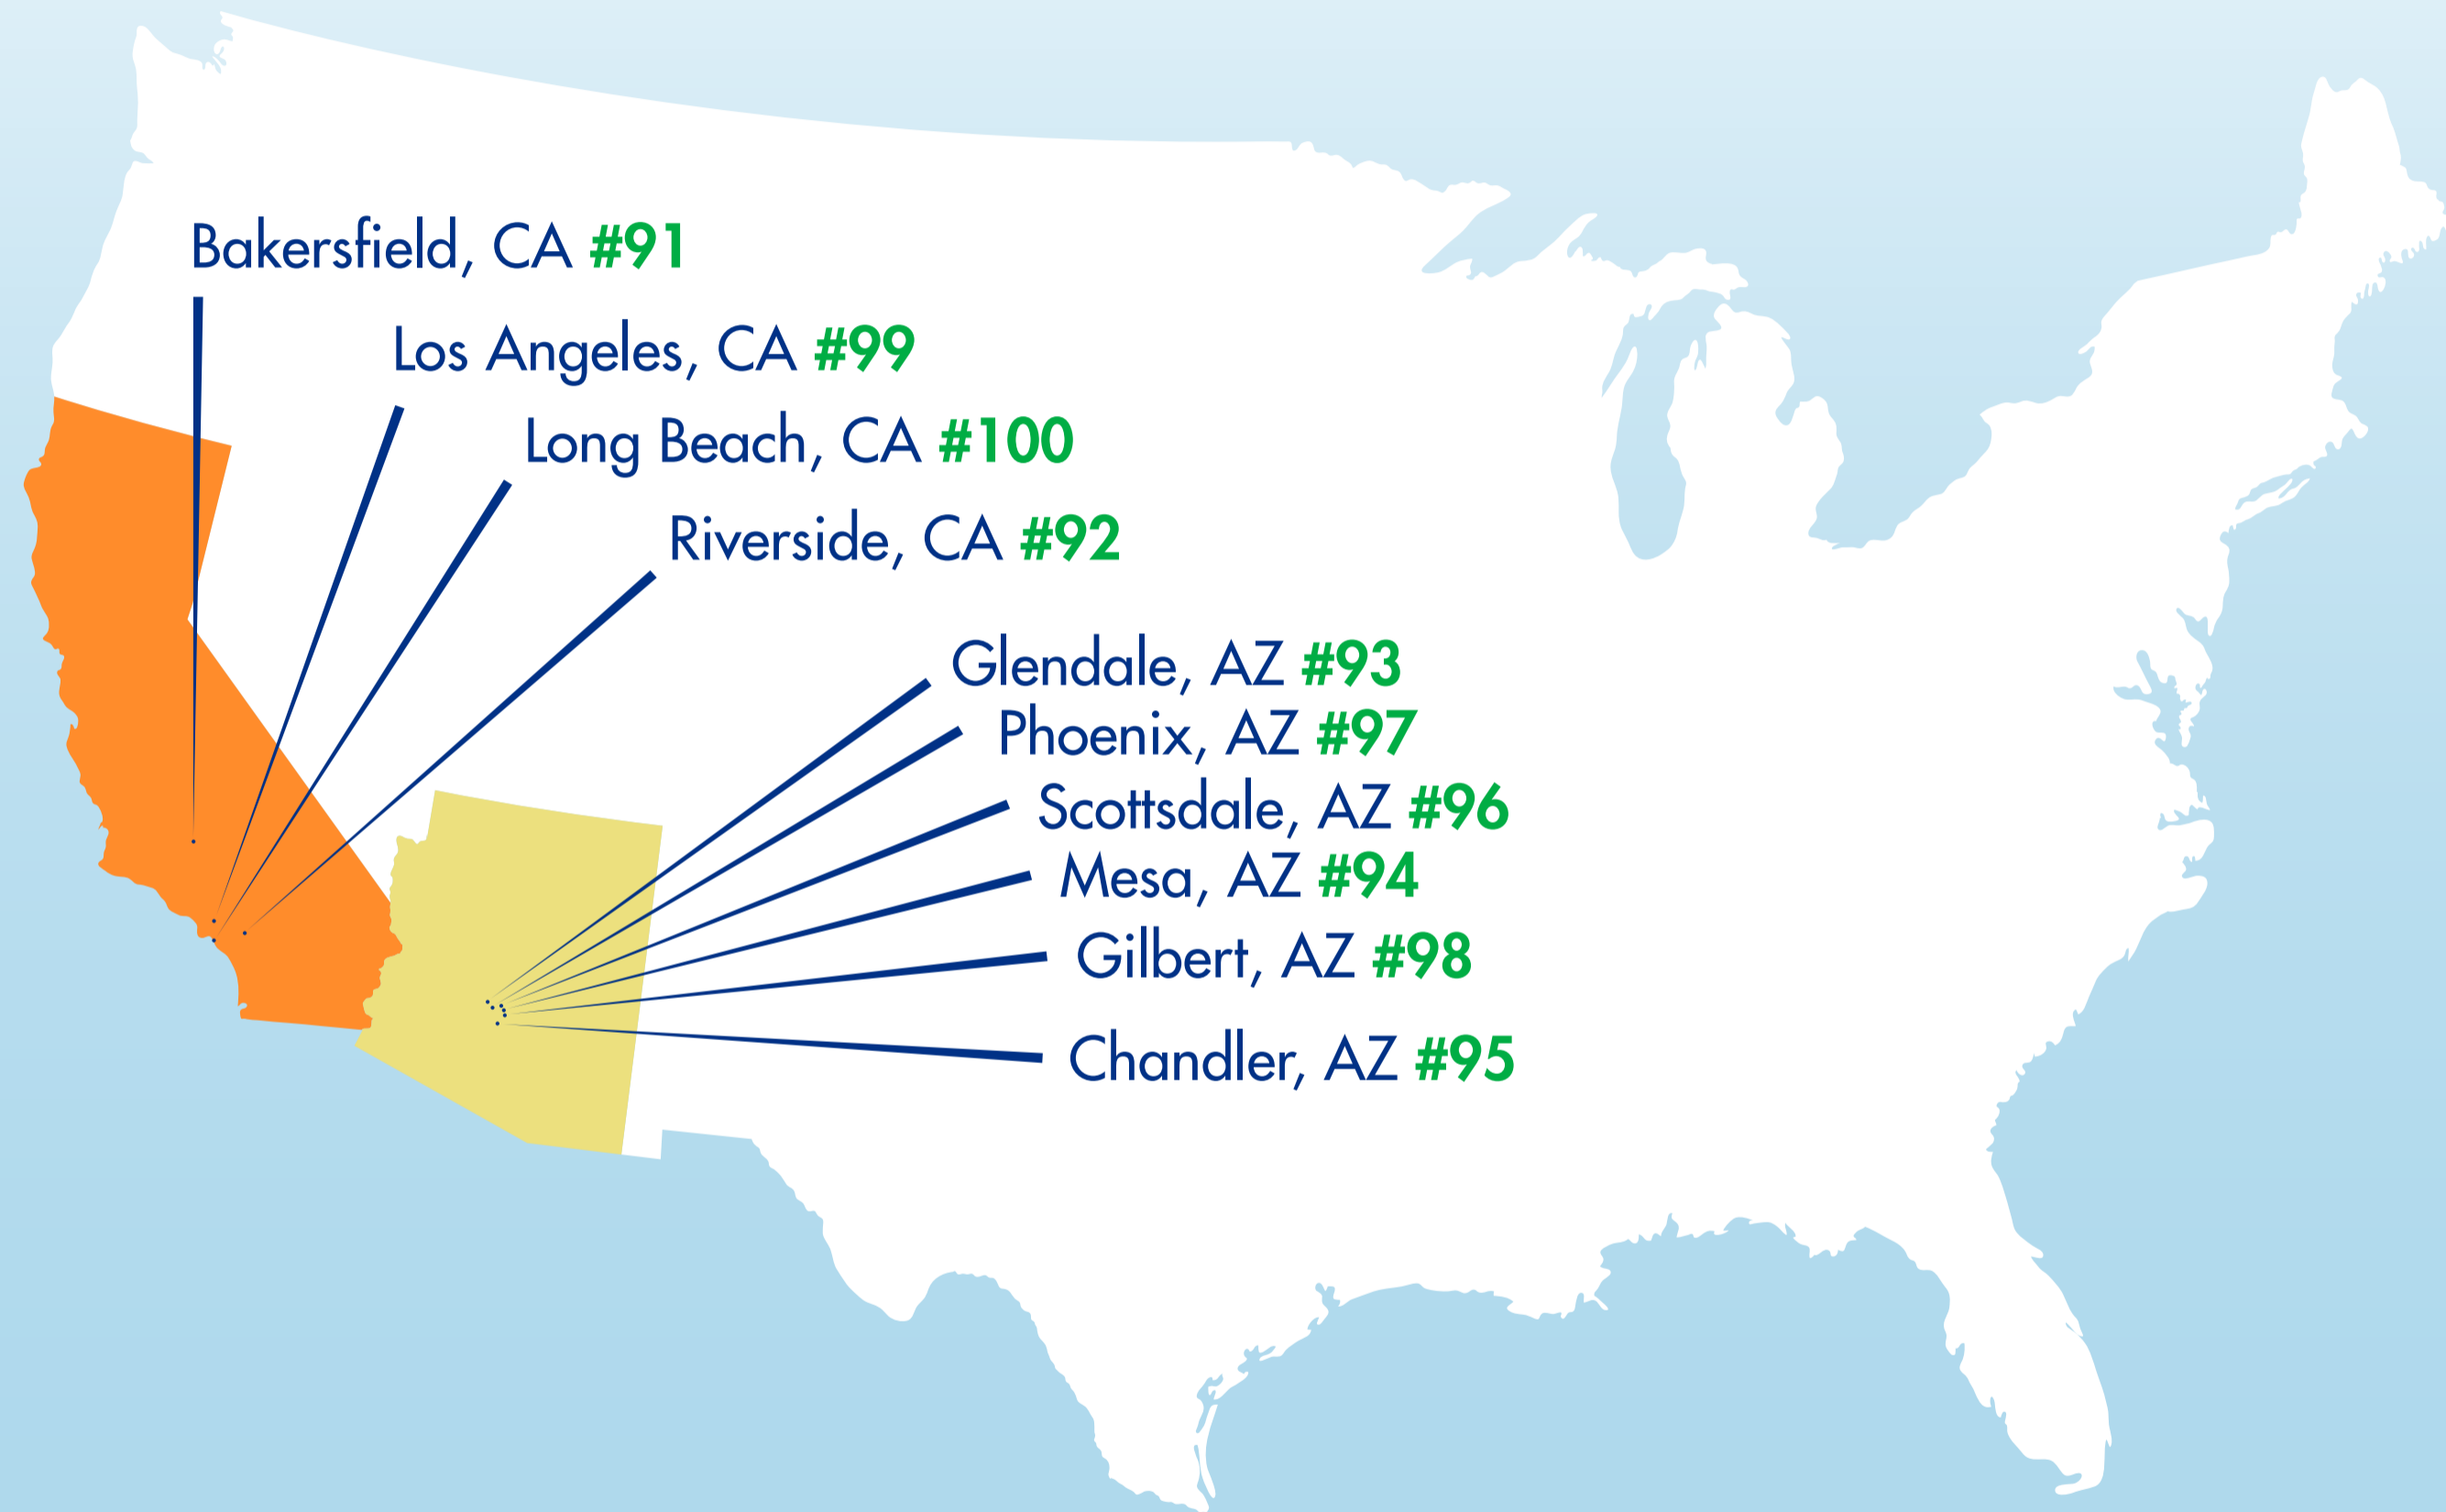 Bakersfield, CA #91
Los Angeles, CA #99
Long Beach, CA #100
Riverside, CA #92
Glendale, AZ #93
Phoenix, AZ #97
Scottsdale, AZ #96
Mesa, AZ #94
Gilbert, AZ #98
Chandler, AZ #95